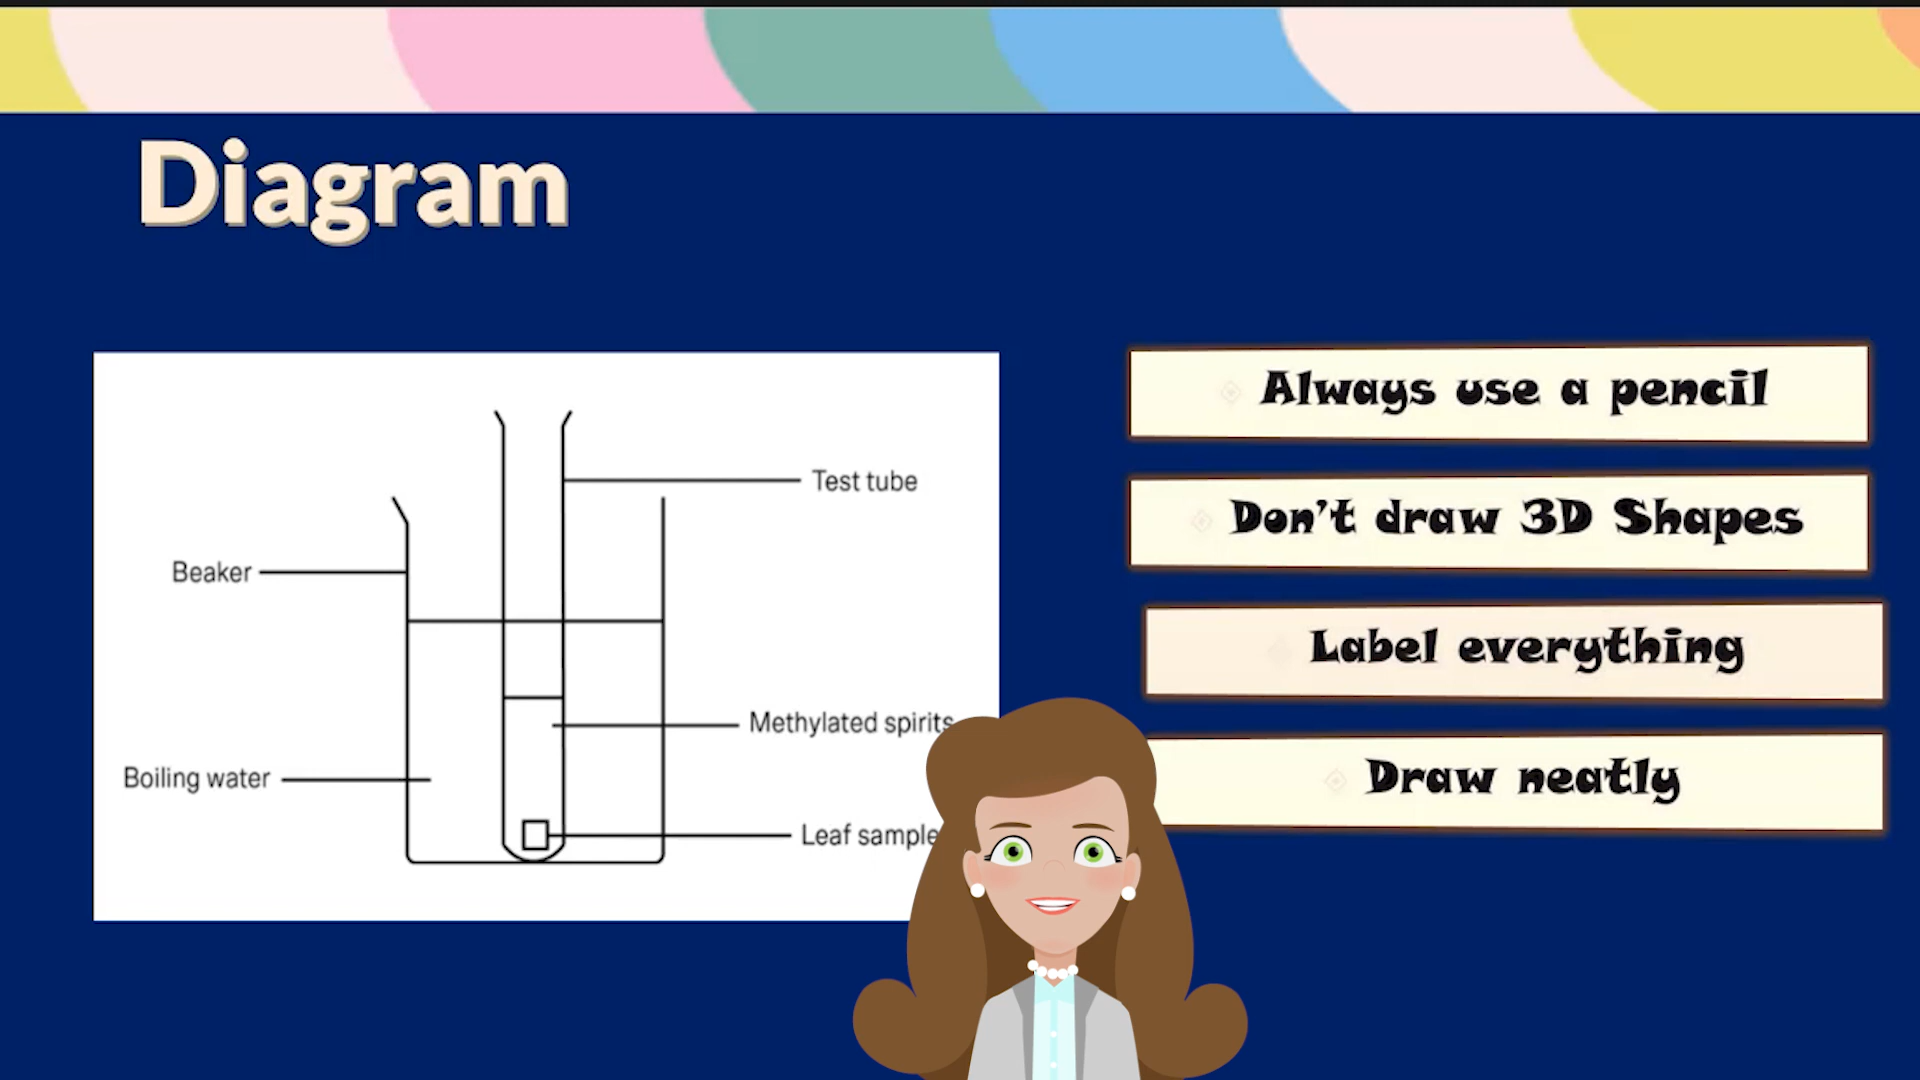 Diagram
Test tube
Beaker
Methylated spirits
Boiling water
Leaf sample
Always use a pencil
Don't draw 3D Shapes
Label everything
Draw neatly